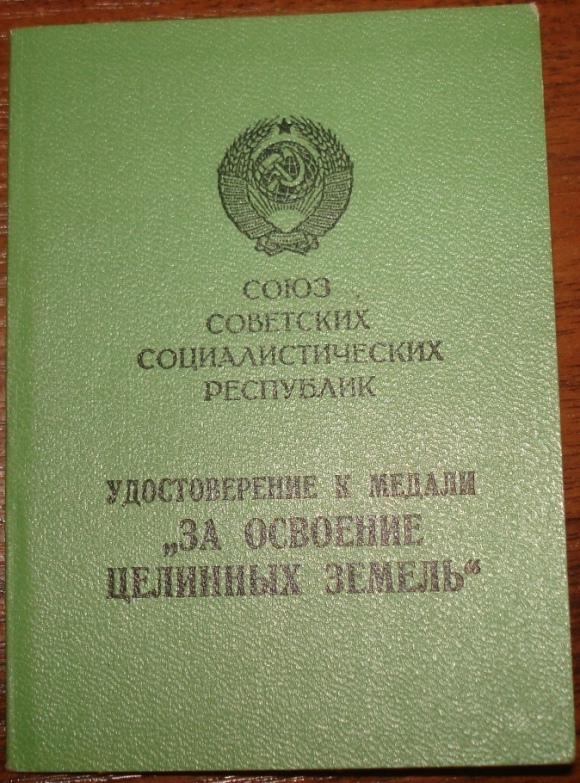 СОЮЗ
СОВЕТСКИХ
СОЦИАЛИСТИЧЕСКИХ
РЕСПУБЛИК
УДОСТОВЕРЕНИЕ К МЕДАЛИ
„ЗА ОСВОЕНИЕ
ЦЕЛИННЫХ ЗЕМЕЛЬ“